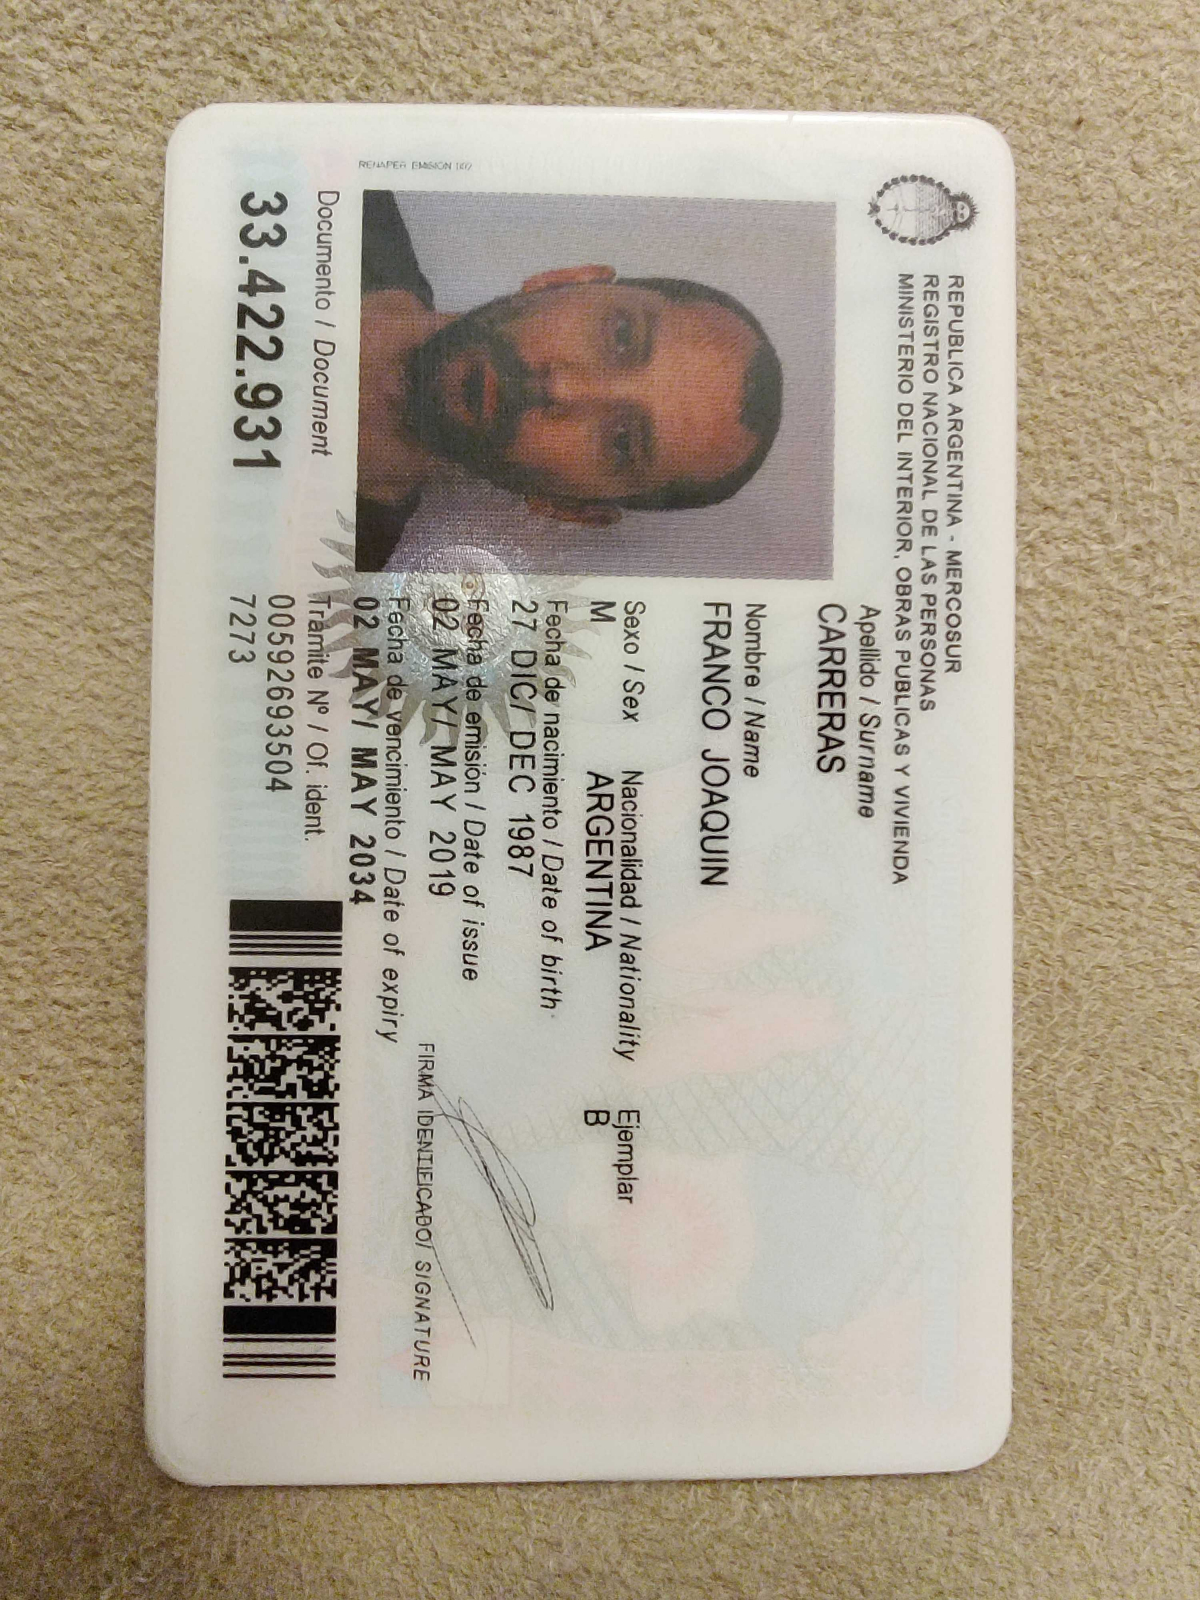 REPUBLICA ARGENTINA - MERCOSUR
REGISTRO NACIONAL DE LAS PERSONAS
MINISTERIO DEL INTERIOR, OBRAS PUBLICAS Y VIVIENDA
Apellido / Surname
CARRERAS
Nombre / Name
FRANCO JOAQUIN
Sexo / Sex Nacionalidad / Nationality Ejemplar
M ARGENTINA B
Fecha de nacimiento / Date of birth
27 DIC/ DEC 1987
Fecha de emisión / Date of issue
02 MAY/ MAY 2019
Fecha de vencimiento / Date of expiry
02 MAY/ MAY 2034
FIRMA IDENTIFICADO/ SIGNATURE
RENAPER EMISION
Documento / Document
33.422.931
Trámite Nº / Of. ident.
00592693504
7273